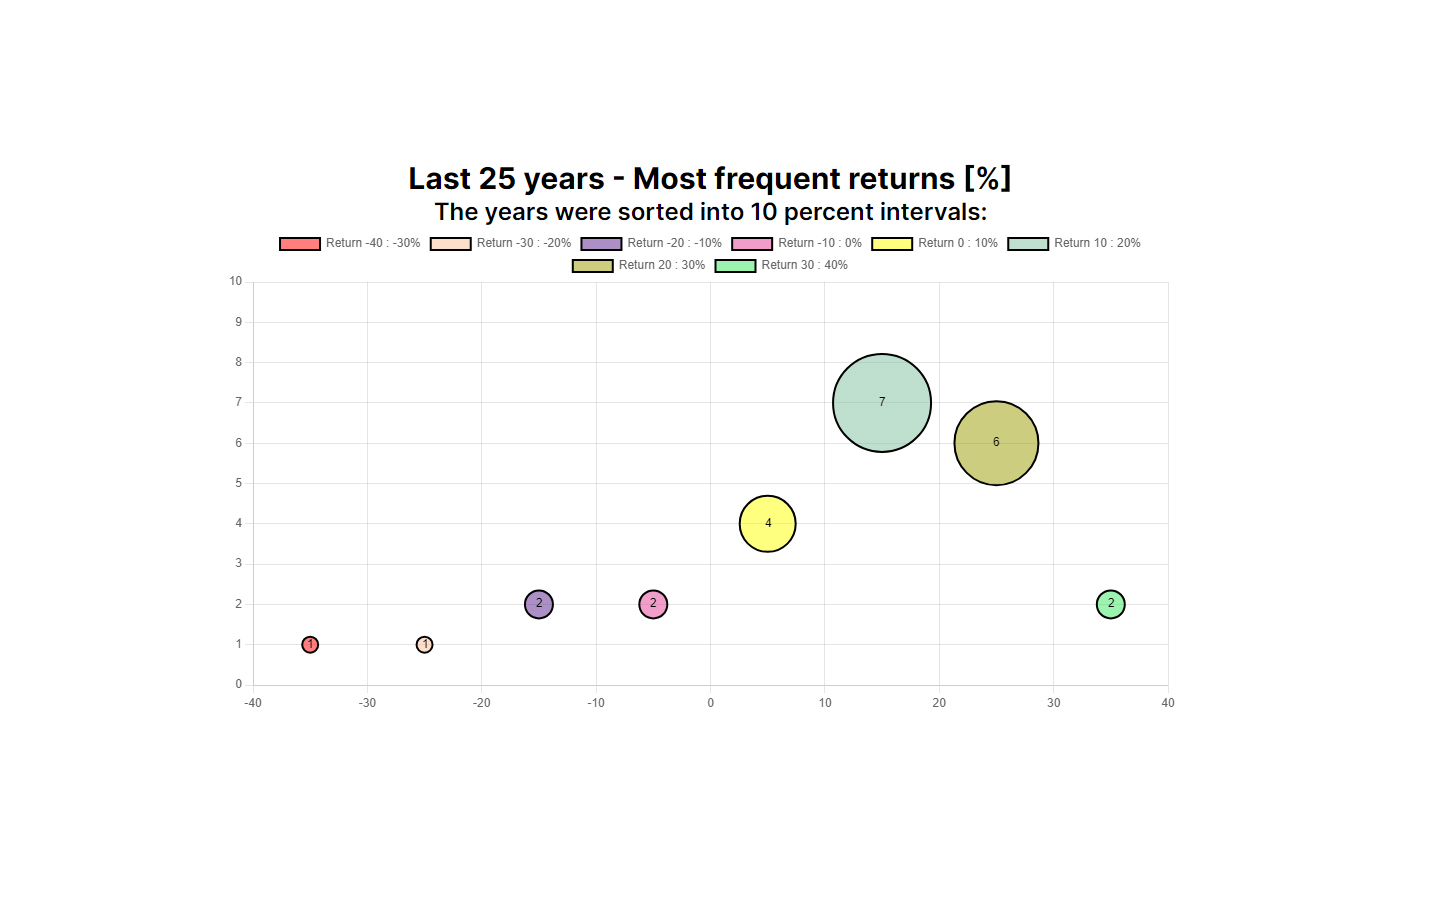 Last 25 years - Most frequent returns [%]
The years were sorted into 10 percent intervals:
Return -40 : -30% Return -30 : -20% Return -20 : -10% Return -10 : 0% Return 0 : 10% Return 10 : 20%
Return 20 : 30% Return 30 : 40%
10
9
8
7 7
6 6
5
4 4
3
2 2 2 2
1 1 1
0
-40 -30 -20 -10 0 10 20 30 40